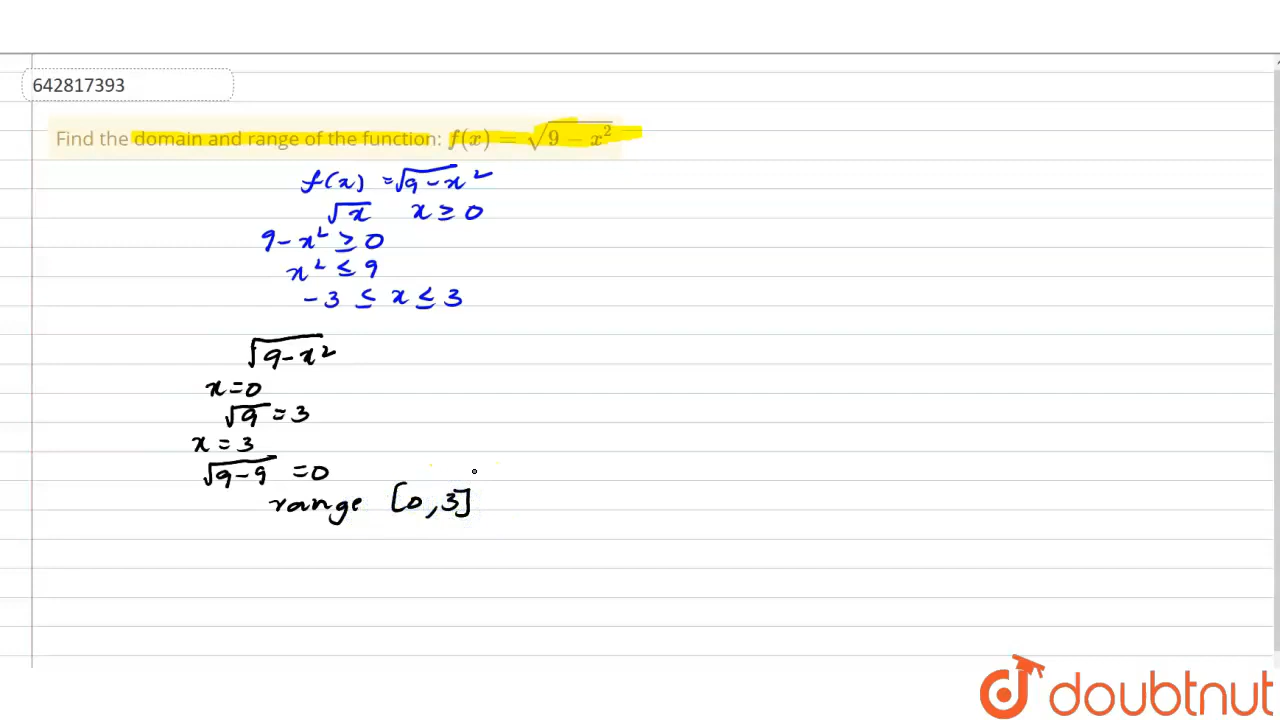 642817393
Find the domain and range of the function: f(x) = √(9 − x²)
f(x) = √(9 − x²)
√x x ≥ 0
9 − x² ≥ 0
x² ≤ 9
−3 ≤ x ≤ 3
√(9 − x²)
x = 0
√9 = 3
x = 3
√(9 − 9) = 0
range [0, 3]
doubtnut